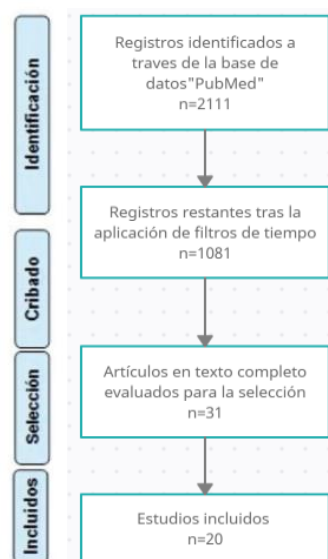 Identificación
Registros identificados a
traves de la base de
datos"PubMed"
n=2111
Registros restantes tras la
aplicación de filtros de tiempo
n=1081
Cribado
Artículos en texto completo
evaluados para la selección
n=31
Selección
Estudios incluidos
n=20
Incluidos